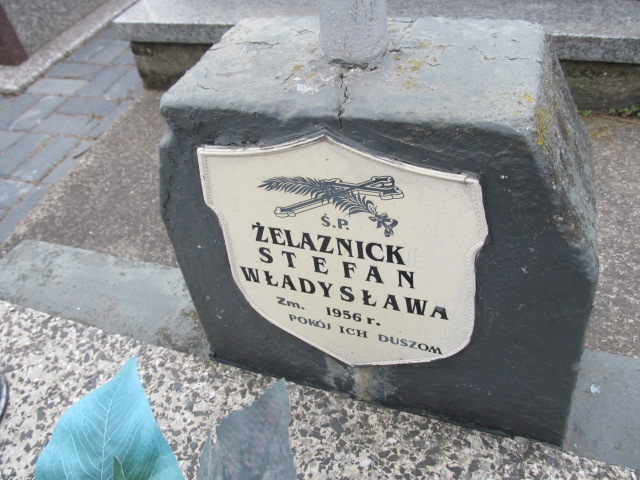 Ś.P.
ŻELAZNICK
STEFAN
WŁADYSŁAWA
Zm. 1956 r.
POKÓJ ICH DUSZOM